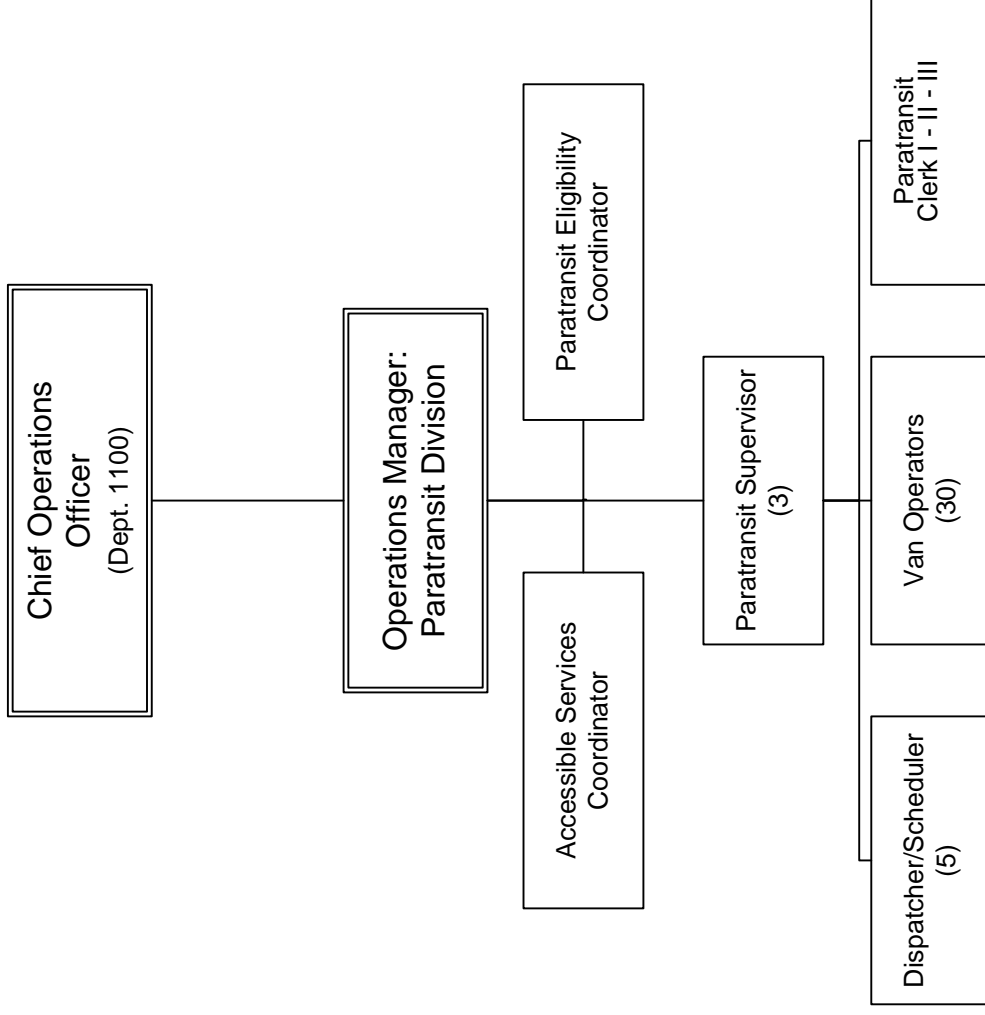 Chief Operations
Officer
(Dept. 1100)
Operations Manager:
Paratransit Division
Accessible Services
Coordinator
Paratransit Eligibility
Coordinator
Paratransit Supervisor
(3)
Dispatcher/Scheduler
(5)
Van Operators
(30)
Paratransit
Clerk I - II - III